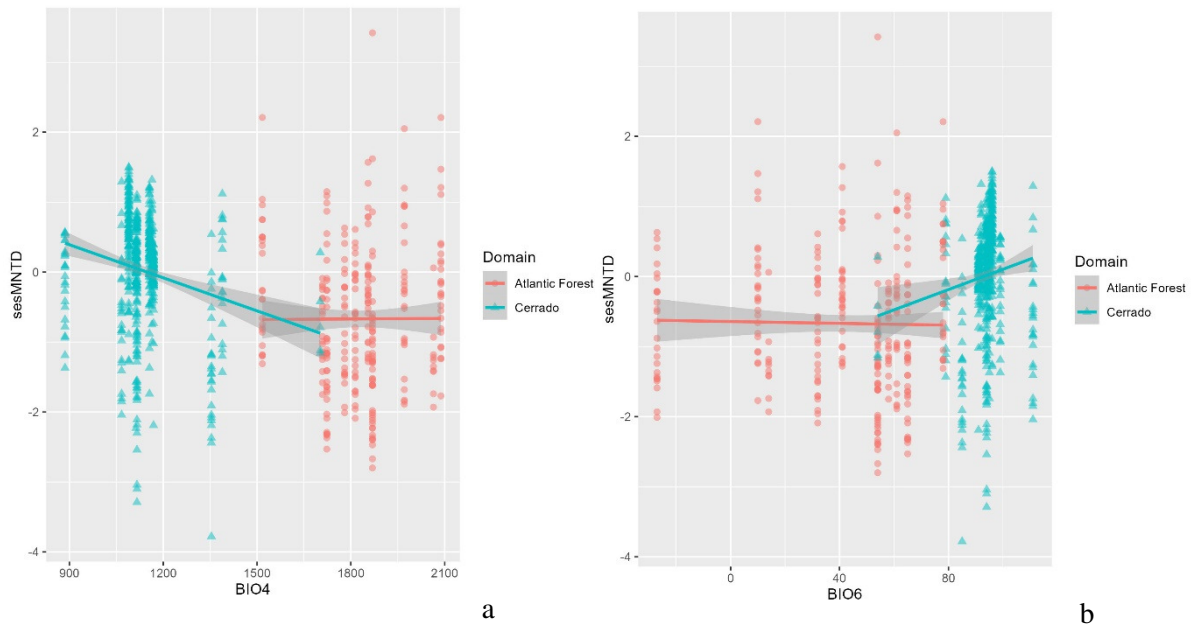 2
0
-2
-4
sesMNTD
900
1200
1500
1800
2100
BIO4
Domain
Atlantic Forest
Cerrado
a
2
0
-2
-4
sesMNTD
0
40
80
BIO6
Domain
Atlantic Forest
Cerrado
b